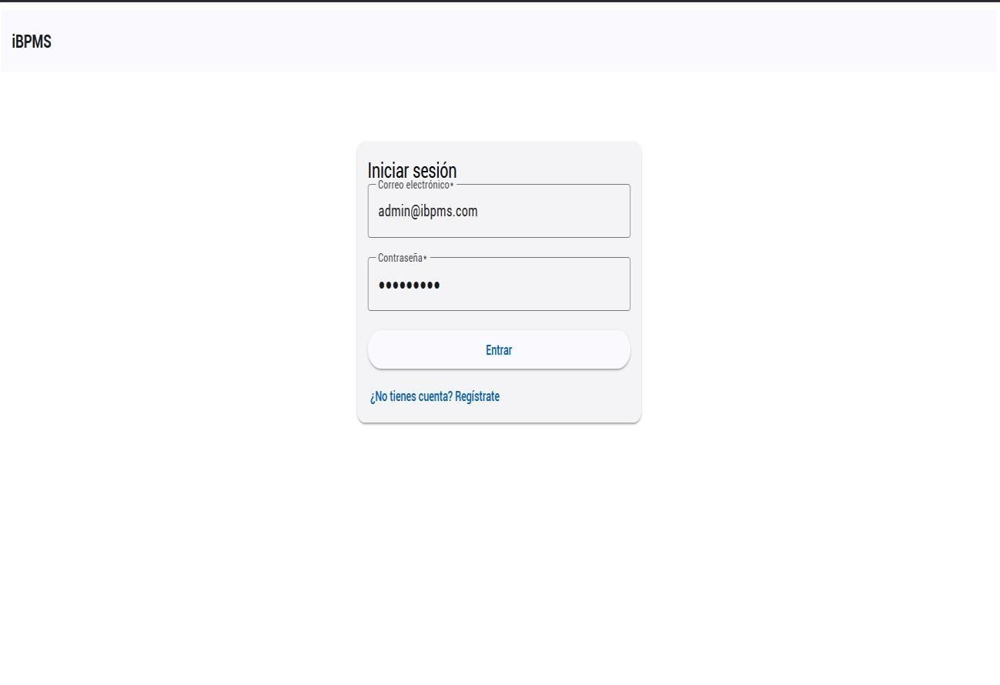 iBPMS
Iniciar sesión
Correo electrónico*
admin@ibpms.com
Contraseña*
•••••••••
Entrar
¿No tienes cuenta? Regístrate